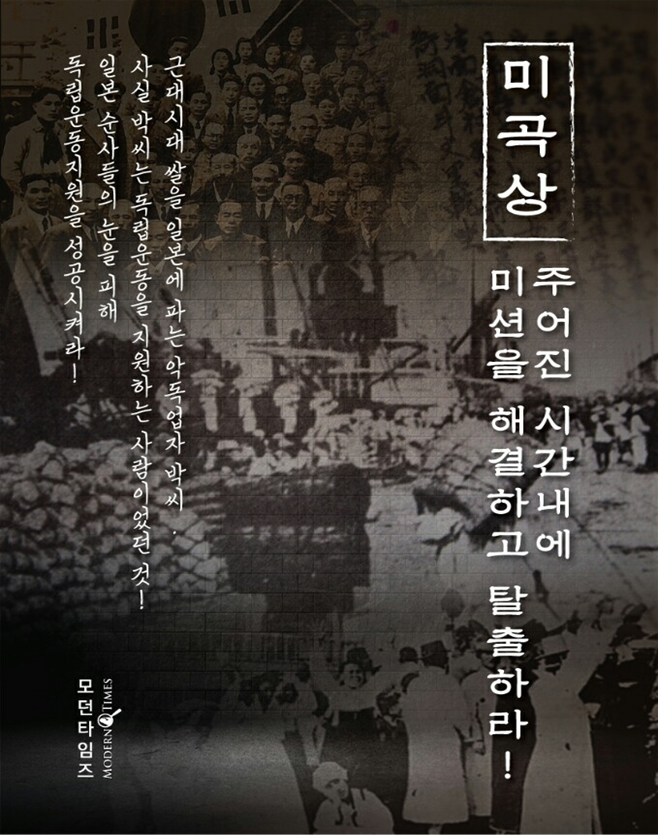 미곡상
주어진 시간내에
미션을 해결하고 탈출하라!
근대시대 쌀을 일본에 파는 악독업자 박씨.
사실 박씨는 독립운동을 지원하는 사람이었던 것!
일본 순사들의 눈을 피해
독립운동지원을 성공시켜라!
MODERN TIMES
모던타임즈